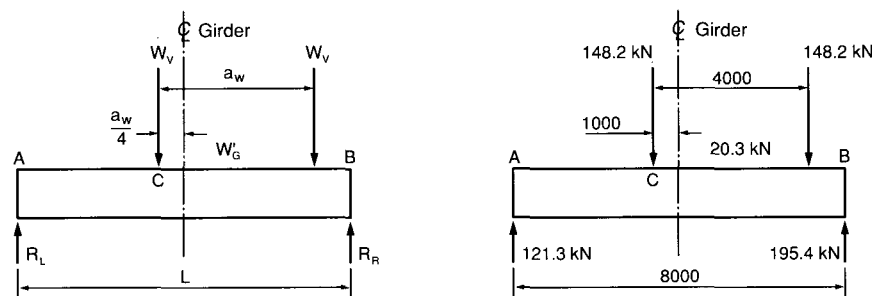 ℄ Girder
W_v
W_v
a_w
a_w
4
W'_G
A
B
C
R_L
R_R
L
℄ Girder
148.2 kN
148.2 kN
4000
1000
20.3 kN
A
B
C
121.3 kN
195.4 kN
8000